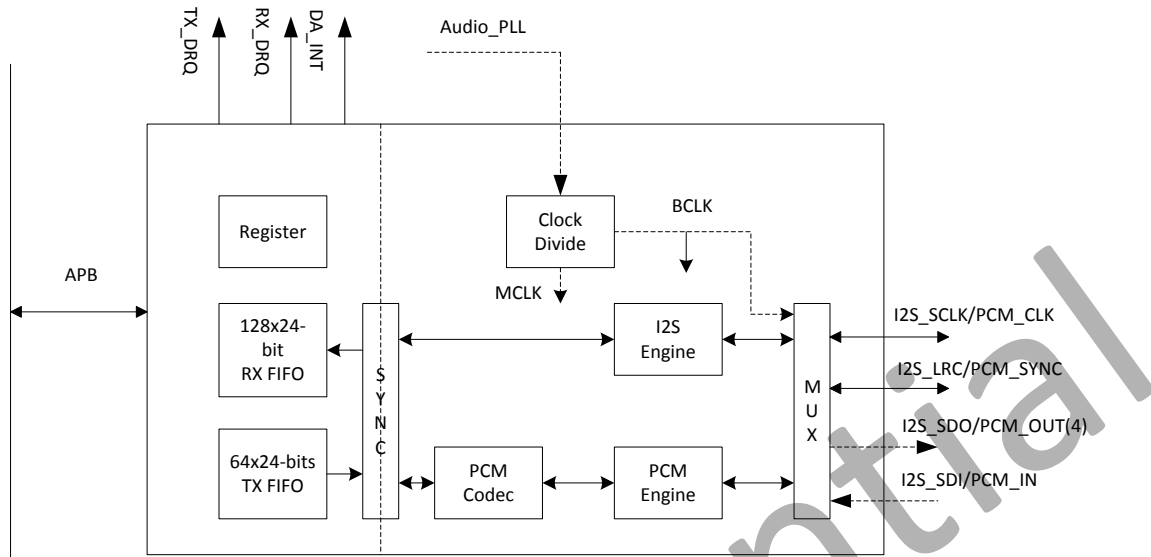 TX_DRQ
RX_DRQ
DA_INT
Audio_PLL
Register
Clock
Divide
BCLK
APB
MCLK
128x24-
bit
RX FIFO
S
Y
N
C
I2S
Engine
M
U
X
I2S_SCLK/PCM_CLK
I2S_LRC/PCM_SYNC
I2S_SDO/PCM_OUT(4)
I2S_SDI/PCM_IN
64x24-bits
TX FIFO
PCM
Codec
PCM
Engine
ntial